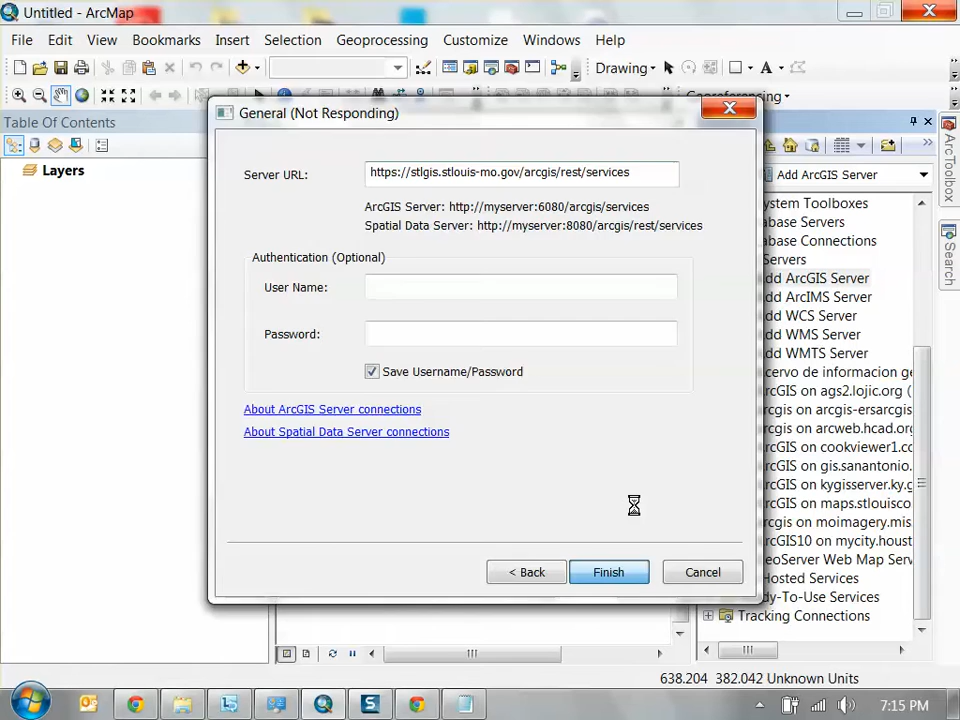 Untitled - ArcMap
File Edit View Bookmarks Insert Selection Geoprocessing Customize Windows Help
Drawing
Georeferencing
Table Of Contents
Layers
General (Not Responding)
Server URL: https://stlgis.stlouis-mo.gov/arcgis/rest/services
ArcGIS Server: http://myserver:6080/arcgis/services
Spatial Data Server: http://myserver:8080/arcgis/rest/services
Authentication (Optional)
User Name:
Password:
Save Username/Password
About ArcGIS Server connections
About Spatial Data Server connections
< Back Finish Cancel
Add ArcGIS Server
System Toolboxes
Database Servers
Database Connections
Servers
dd ArcGIS Server
dd ArcIMS Server
dd WCS Server
dd WMS Server
dd WMTS Server
cervo de informacion ge
rcGIS on ags2.lojic.org (
rcgis on arcgis-ersarcgis
rcGIS on arcweb.hcad.org
rcGIS on cookviewer1.co
rcGIS on gis.sanantonio.
rcGIS on kygisserver.ky.g
rcGIS on maps.stlouisco
rcgis on moimagery.mis
rcGIS10 on mycity.houst
eoServer Web Map Serv
Hosted Services
dy-To-Use Services
Tracking Connections
ArcToolbox
Search
638.204 382.042 Unknown Units
7:15 PM